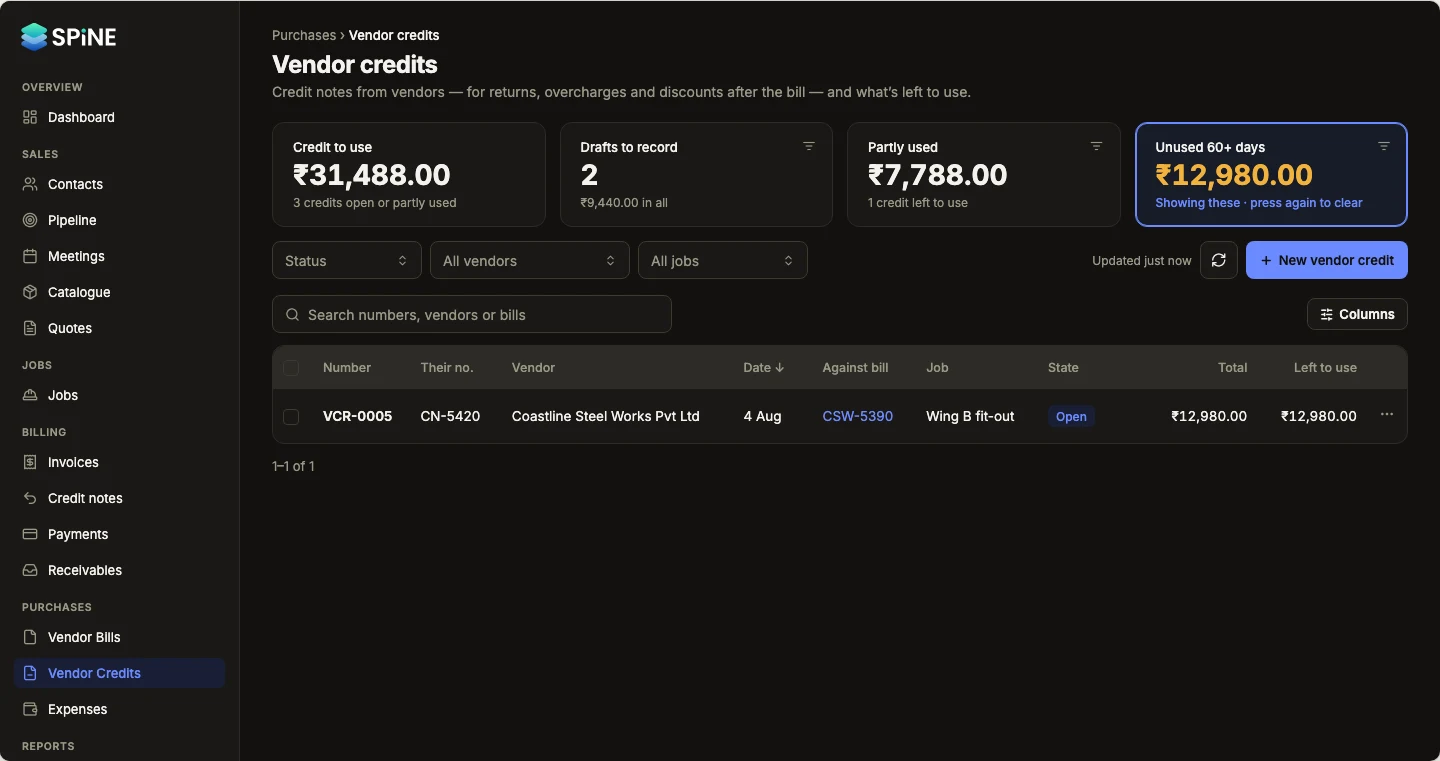 SPiNE
OVERVIEW
Dashboard
SALES
Contacts
Pipeline
Meetings
Catalogue
Quotes
JOBS
Jobs
BILLING
Invoices
Credit notes
Payments
Receivables
PURCHASES
Vendor Bills
Vendor Credits
Expenses
REPORTS
Purchases › Vendor credits
Vendor credits
Credit notes from vendors — for returns, overcharges and discounts after the bill — and what's left to use.
Credit to use
₹31,488.00
3 credits open or partly used
Drafts to record
2
₹9,440.00 in all
Partly used
₹7,788.00
1 credit left to use
Unused 60+ days
₹12,980.00
Showing these · press again to clear
Status All vendors All jobs Updated just now + New vendor credit
Search numbers, vendors or bills Columns
Number Their no. Vendor Date ↓ Against bill Job State Total Left to use
VCR-0005 CN-5420 Coastline Steel Works Pvt Ltd 4 Aug CSW-5390 Wing B fit-out Open ₹12,980.00 ₹12,980.00 ···
1–1 of 1